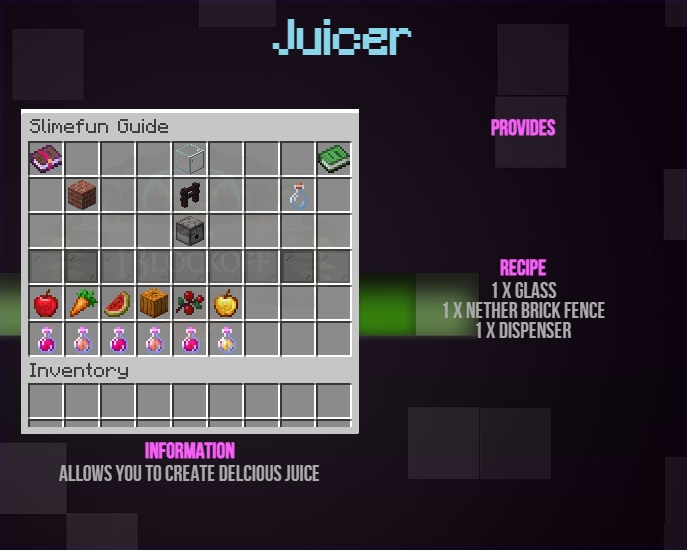 Juicer
Slimefun Guide
BLOCKOFF
Inventory
INFORMATION
ALLOWS YOU TO CREATE DELCIOUS JUICE
PROVIDES
RECIPE
1 X GLASS
1 X NETHER BRICK FENCE
1 X DISPENSER